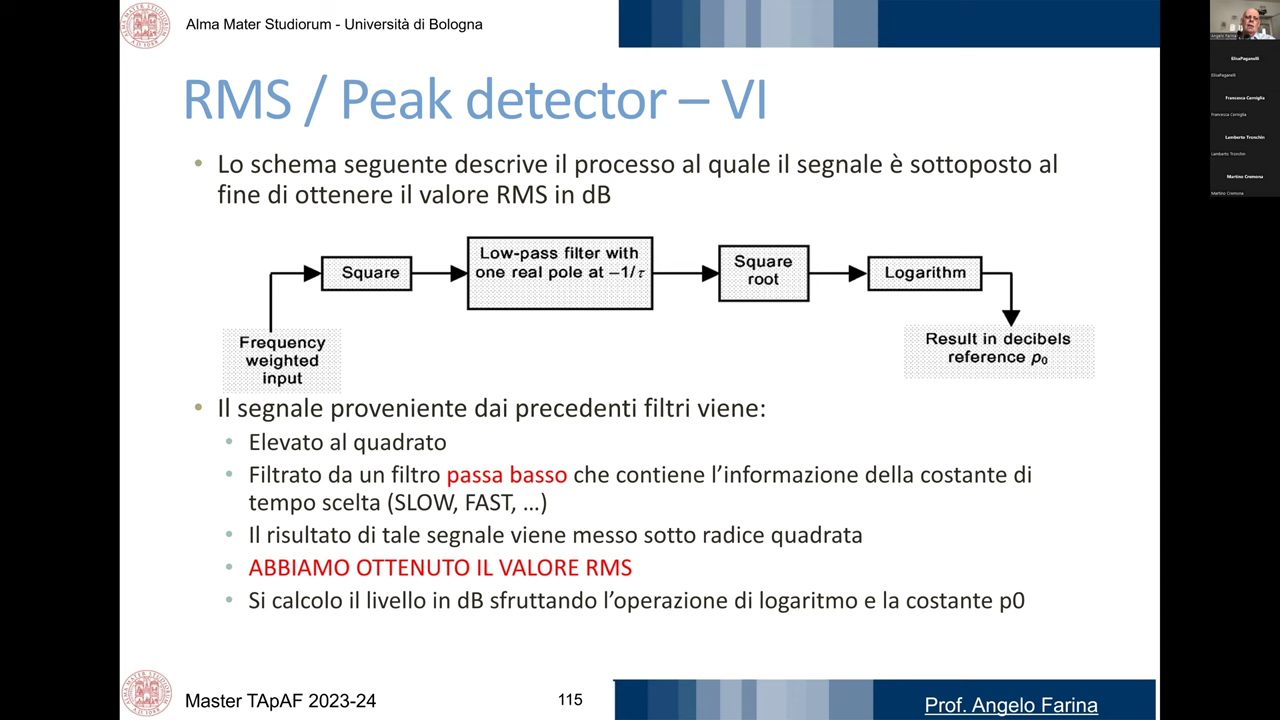 Alma Mater Studiorum - Università di Bologna
RMS / Peak detector – VI
• Lo schema seguente descrive il processo al quale il segnale è sottoposto al
fine di ottenere il valore RMS in dB
Frequency
weighted
input
Square
Low-pass filter with
one real pole at –1/τ
Square
root
Logarithm
Result in decibels
reference p0
• Il segnale proveniente dai precedenti filtri viene:
• Elevato al quadrato
• Filtrato da un filtro passa basso che contiene l’informazione della costante di
tempo scelta (SLOW, FAST, …)
• Il risultato di tale segnale viene messo sotto radice quadrata
• ABBIAMO OTTENUTO IL VALORE RMS
• Si calcolo il livello in dB sfruttando l’operazione di logaritmo e la costante p0
Master TApAF 2023-24
115
Prof. Angelo Farina
Angelo Farina
ElisaPaganelli
ElisaPaganelli
Francesca Cerniglia
Francesca Cerniglia
Lamberto Tronchin
Lamberto Tronchin
Martino Cremona
Martino Cremona